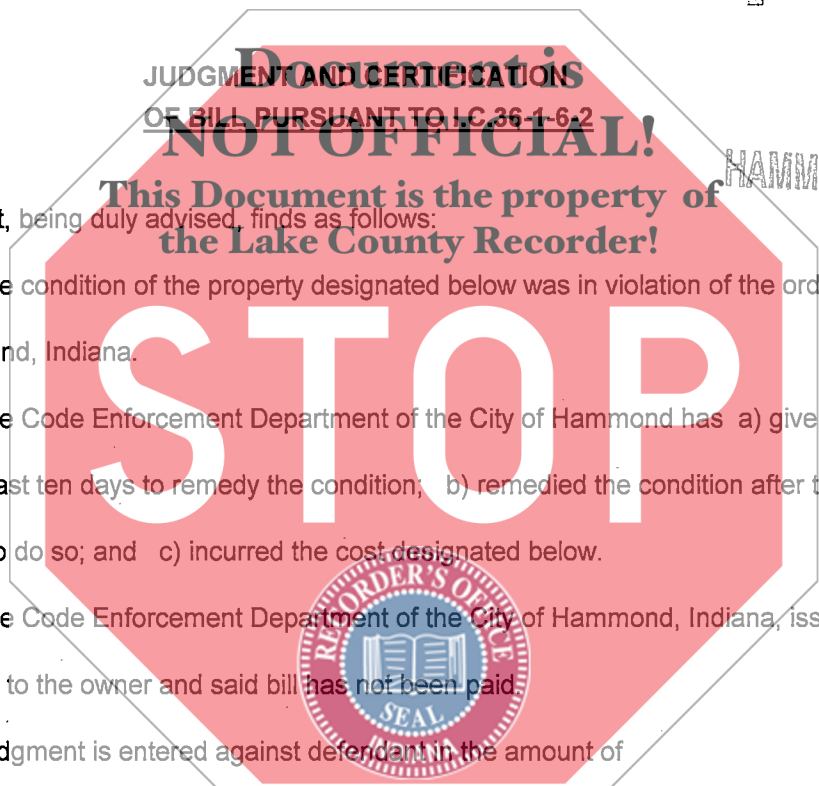 Document is
JUDGMENT AND CERTIFICATION
OF BILL PURSUANT TO I.C.36-1-6-2
NOT OFFICIAL!
HAMM
This Document is the property of
t, being duly advised, finds as follows:
the Lake County Recorder!
e condition of the property designated below was in violation of the ord
nd, Indiana.
STOP
e Code Enforcement Department of the City of Hammond has a) give
ast ten days to remedy the condition; b) remedied the condition after t
o do so; and c) incurred the cost designated below.
RECORDER'S OFFICE
e Code Enforcement Department of the City of Hammond, Indiana, iss
to the owner and said bill has not been paid.
SEAL
INDIANA
dgment is entered against defendant in the amount of